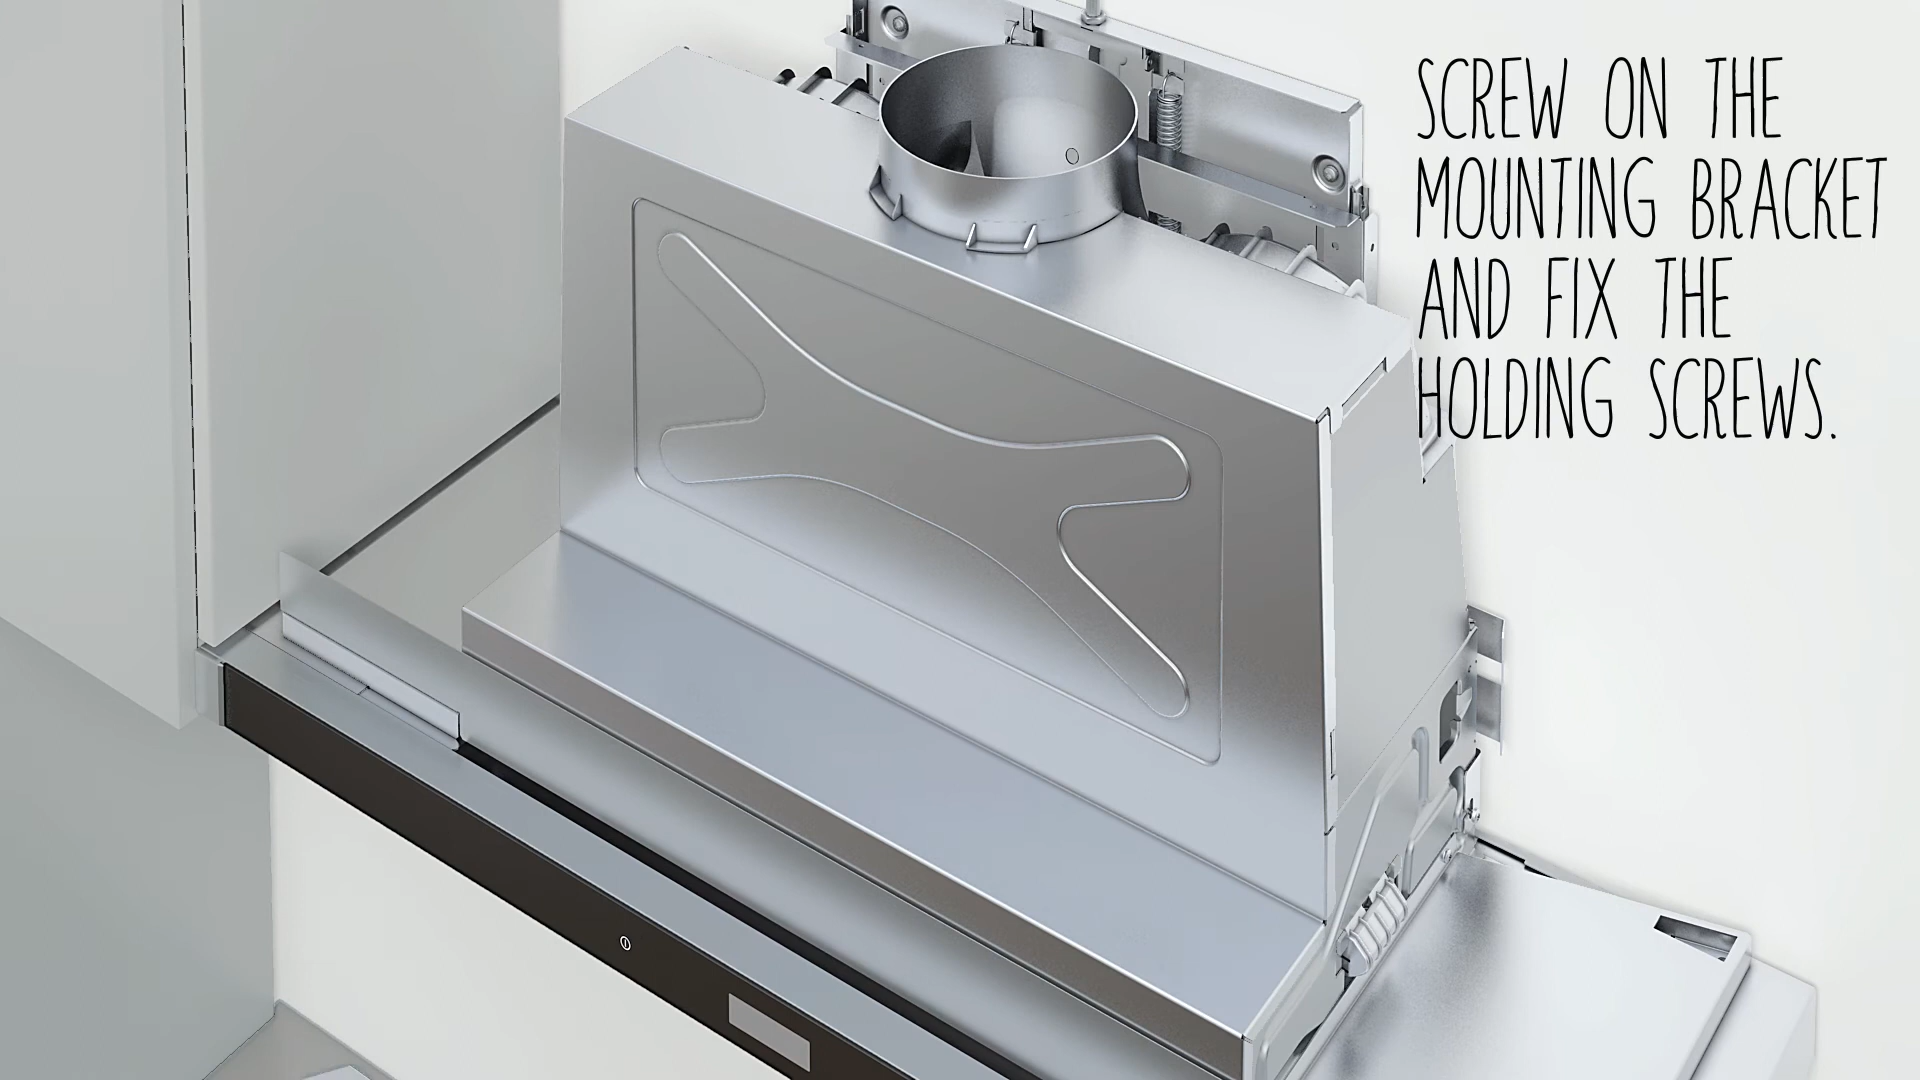 SCREW ON THE
MOUNTING BRACKET
AND FIX THE
HOLDING SCREWS.